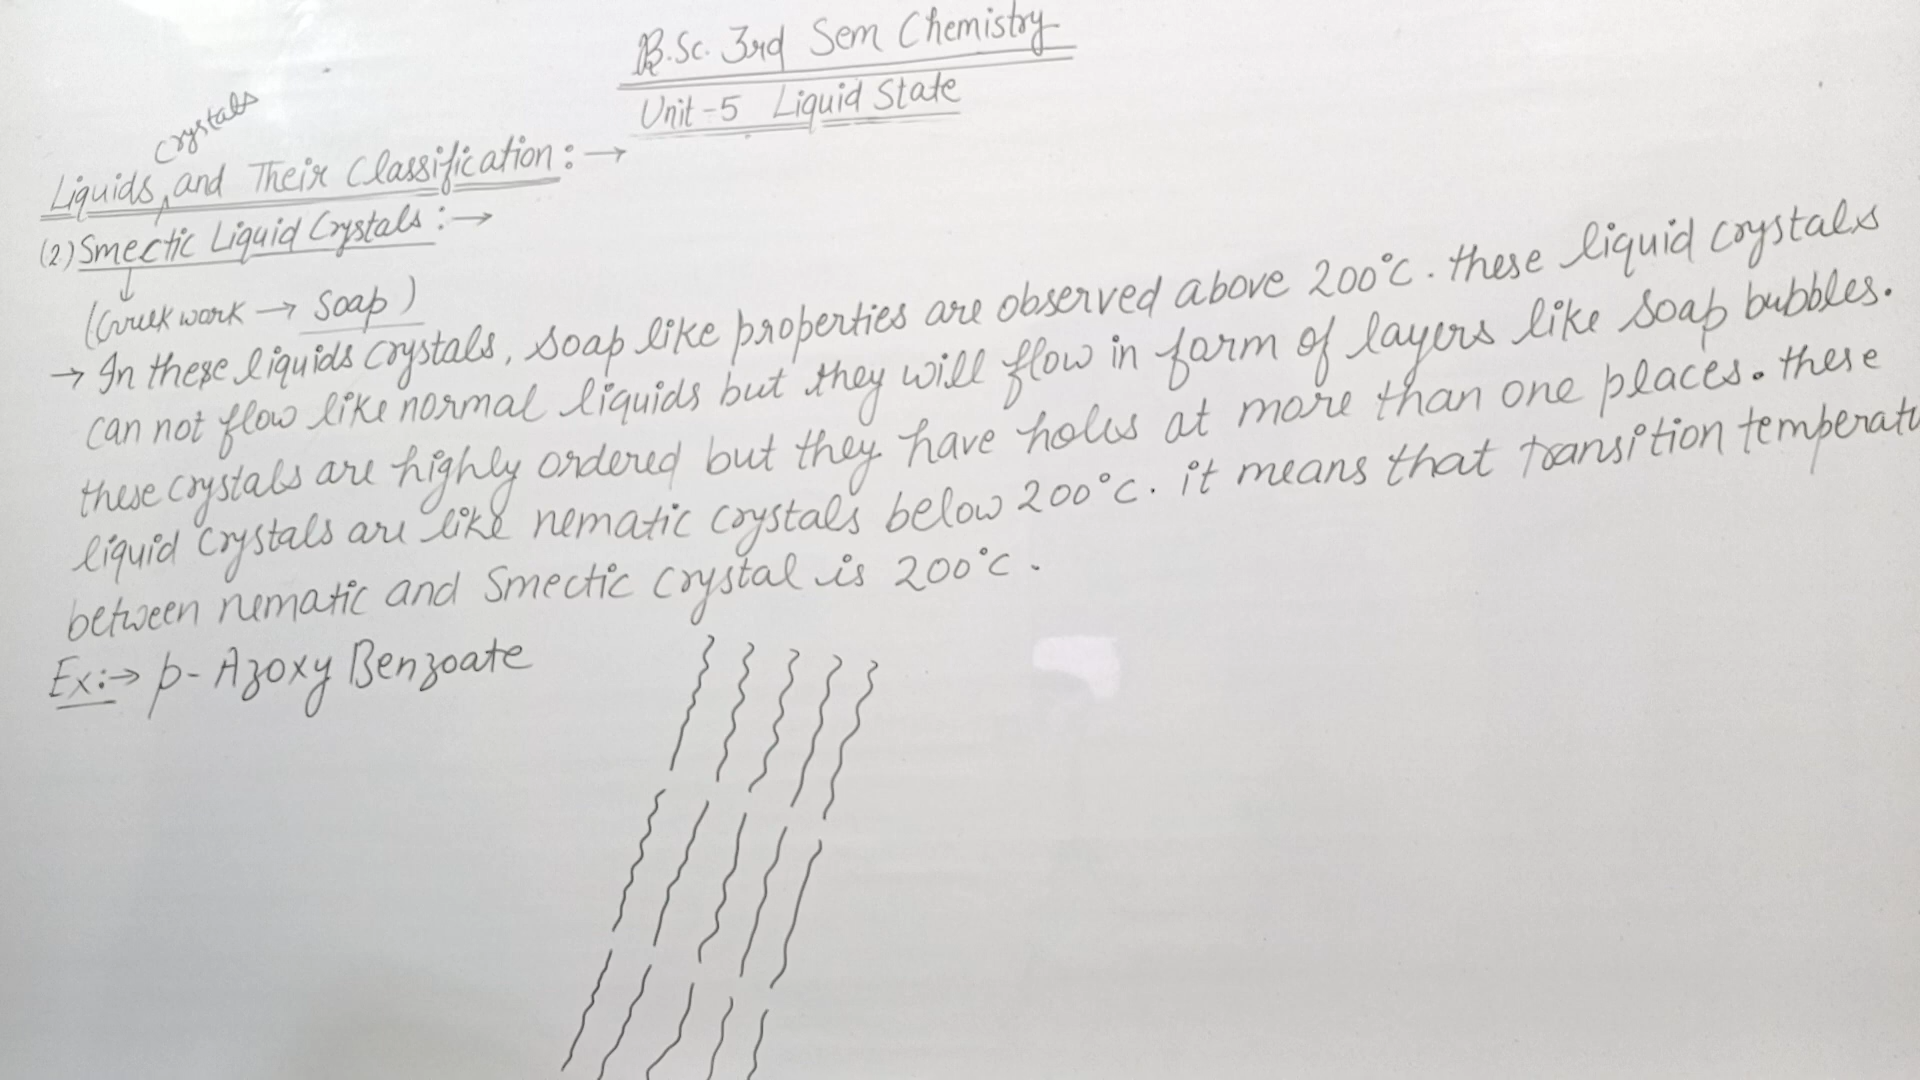 B.Sc. 3rd Sem Chemistry
Unit-5 Liquid State
crystals
Liquids, and Their Classification:→
(2) Smectic Liquid Crystals:→
(Greek work → Soap)
→ In these liquids crystals, soap like properties are observed above 200°C. these liquid crystals
can not flow like normal liquids but they will flow in form of layers like soap bubbles.
these crystals are highly ordered but they have holes at more than one places. these
liquid crystals are like nematic crystals below 200°C. it means that transition temperatu
between nematic and Smectic crystal is 200°C.
Ex:→ p-Azoxy Benzoate